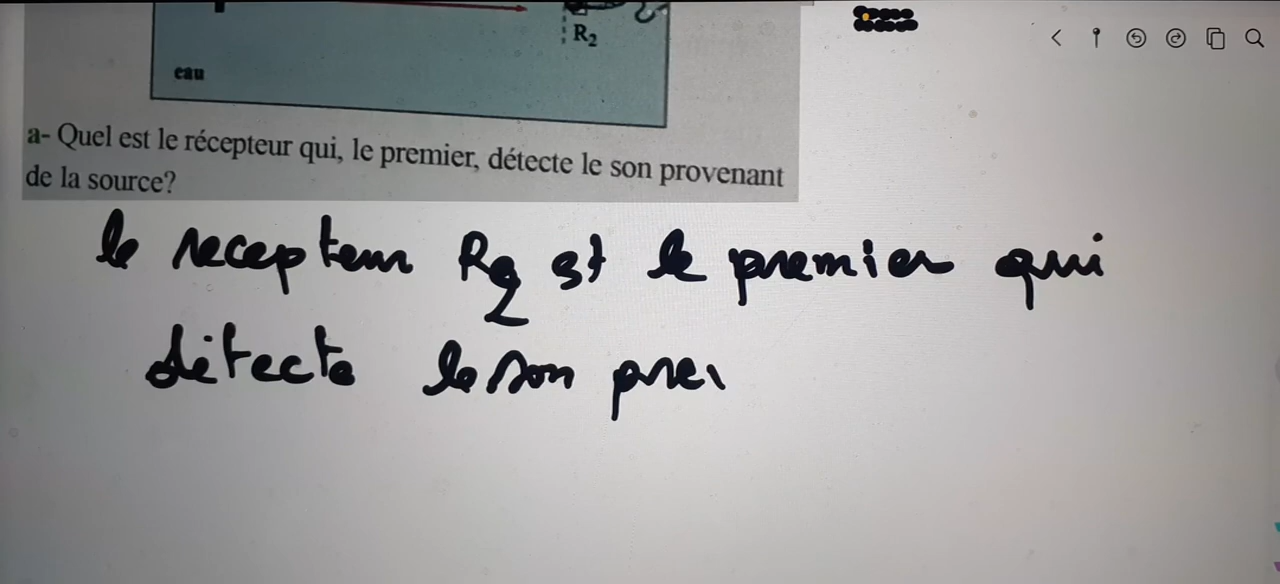 R₂
eau
a- Quel est le récepteur qui, le premier, détecte le son provenant
de la source?
le recepteur R₂ est le premier qui
détecte le son